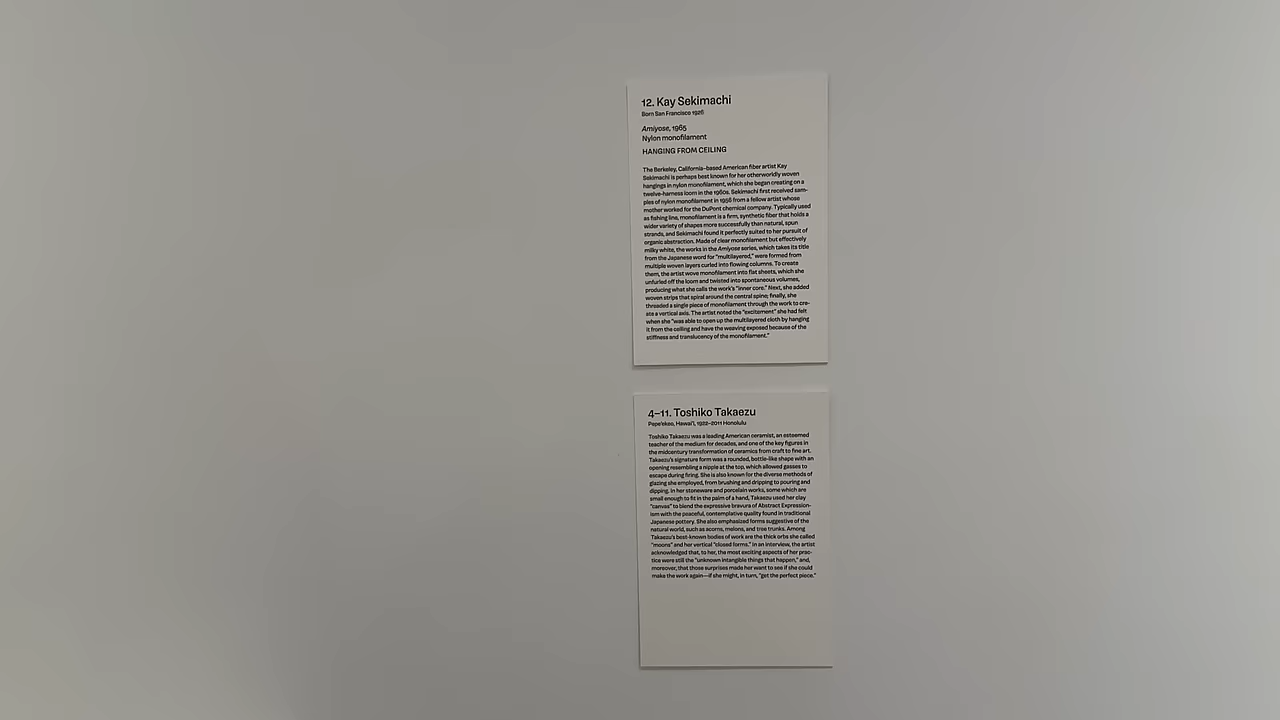 12. Kay Sekimachi
Born San Francisco 1926
Amiyose, 1965
Nylon monofilament
HANGING FROM CEILING
The Berkeley, California–based American fiber artist Kay
Sekimachi is perhaps best known for her otherworldly woven
hangings in nylon monofilament, which she began creating on a
twelve-harness loom in the 1960s. Sekimachi first received sam-
ples of nylon monofilament in 1956 from a fellow artist whose
mother worked for the DuPont chemical company. Typically used
as fishing line, monofilament is a firm, synthetic fiber that holds a
wider variety of shapes more successfully than natural, spun
strands, and Sekimachi found it perfectly suited to her pursuit of
organic abstraction. Made of clear monofilament but effectively
milky white, the works in the Amiyose series, which takes its title
from the Japanese word for "multilayered," were formed from
multiple woven layers curled into flowing columns. To create
them, the artist wove monofilament into flat sheets, which she
unfurled off the loom and twisted into spontaneous volumes,
producing what she calls the work's "inner core." Next, she added
woven strips that spiral around the central spine; finally, she
threaded a single piece of monofilament through the work to cre-
ate a vertical axis. The artist noted the "excitement" she had felt
when she "was able to open up the multilayered cloth by hanging
it from the ceiling and have the weaving exposed because of the
stiffness and translucency of the monofilament."
4–11. Toshiko Takaezu
Pepe'ekeo, Hawai'i, 1922–2011 Honolulu
Toshiko Takaezu was a leading American ceramist, an esteemed
teacher of the medium for decades, and one of the key figures in
the midcentury transformation of ceramics from craft to fine art.
Takaezu's signature form was a rounded, bottle-like shape with an
opening resembling a nipple at the top, which allowed gasses to
escape during firing. She is also known for the diverse methods of
glazing she employed, from brushing and dripping to pouring and
dipping. In her stoneware and porcelain works, some which are
small enough to fit in the palm of a hand, Takaezu used her clay
"canvas" to blend the expressive bravura of Abstract Expression-
ism with the peaceful, contemplative quality found in traditional
Japanese pottery. She also emphasized forms suggestive of the
natural world, such as acorns, melons, and tree trunks. Among
Takaezu's best-known bodies of work are the thick orbs she called
"moons" and her vertical "closed forms." In an interview, the artist
acknowledged that, to her, the most exciting aspects of her prac-
tice were still the "unknown intangible things that happen," and,
moreover, that those surprises made her want to see if she could
make the work again—if she might, in turn, "get the perfect piece."